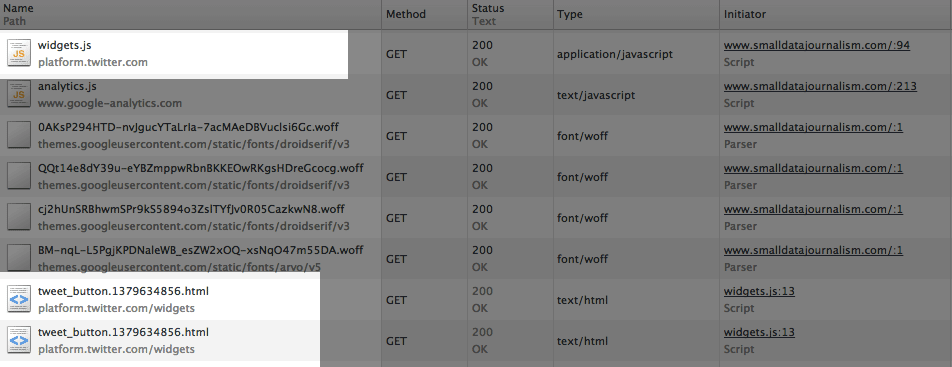 Name Method Status Type Initiator
Path Text
widgets.js GET 200 application/javascript www.smalldatajournalism.com/:94
platform.twitter.com OK Script
analytics.js GET 200 text/javascript www.smalldatajournalism.com/:213
www.google-analytics.com OK Script
0AKsP294HTD-nvJgucYTaLrIa-7acMAeDBVuclsi6Gc.woff GET 200 font/woff www.smalldatajournalism.com/:1
themes.googleusercontent.com/static/fonts/droidserif/v3 OK Parser
QQt14e8dY39u-eYBZmppwRbnBKKEOwRKgsHDreGcocg.woff GET 200 font/woff www.smalldatajournalism.com/:1
themes.googleusercontent.com/static/fonts/droidserif/v3 OK Parser
cj2hUnSRBhwmSPr9kS5894o3ZslTYfJv0R05CazkwN8.woff GET 200 font/woff www.smalldatajournalism.com/:1
themes.googleusercontent.com/static/fonts/droidserif/v3 OK Parser
BM-nqL-L5PgjKPDNaleWB_esZW2xOQ-xsNqO47m55DA.woff GET 200 font/woff www.smalldatajournalism.com/:1
themes.googleusercontent.com/static/fonts/arvo/v5 OK Parser
tweet_button.1379634856.html GET 200 text/html widgets.js:13
platform.twitter.com/widgets OK Script
tweet_button.1379634856.html GET 200 text/html widgets.js:13
platform.twitter.com/widgets OK Script